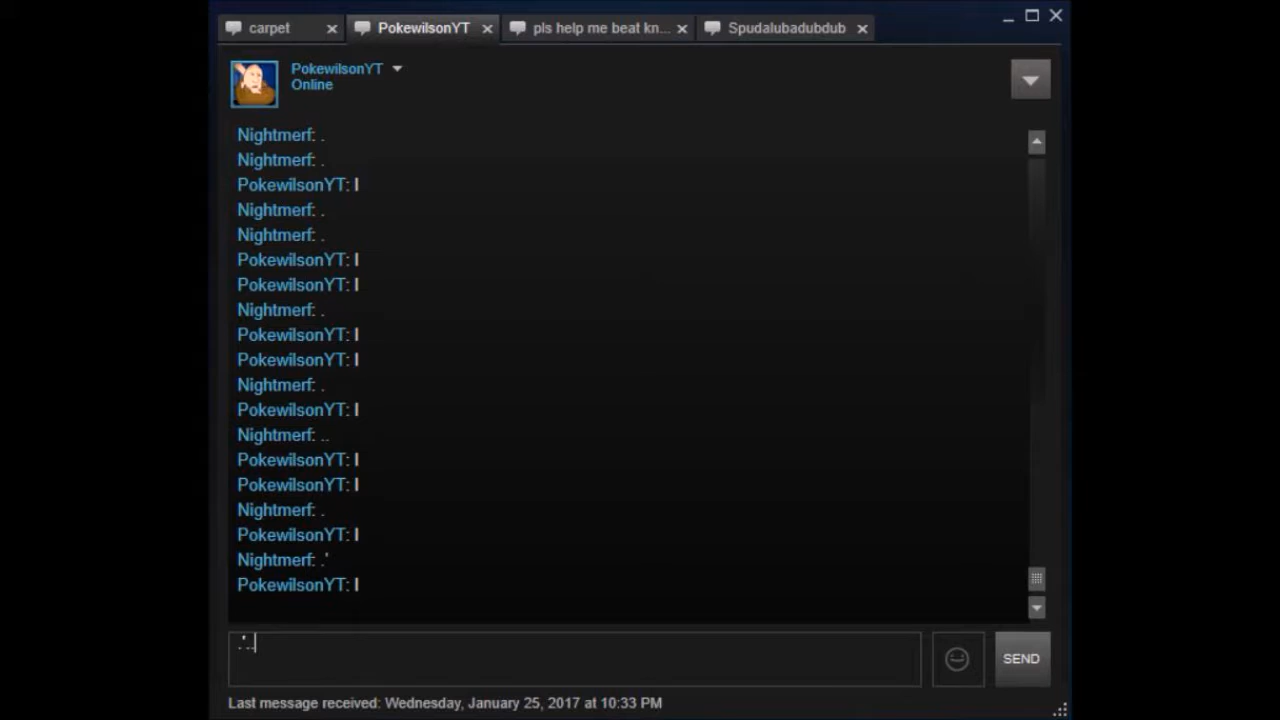 carpet PokewilsonYT pls help me beat kn... Spudalubadubdub
PokewilsonYT
Online
Nightmerf: .
Nightmerf: .
PokewilsonYT: I
Nightmerf: .
Nightmerf: .
PokewilsonYT: I
PokewilsonYT: I
Nightmerf: .
PokewilsonYT: I
PokewilsonYT: I
Nightmerf: .
PokewilsonYT: I
Nightmerf: ..
PokewilsonYT: I
PokewilsonYT: I
Nightmerf: .
PokewilsonYT: I
Nightmerf: .'
PokewilsonYT: I
SEND
Last message received: Wednesday, January 25, 2017 at 10:33 PM